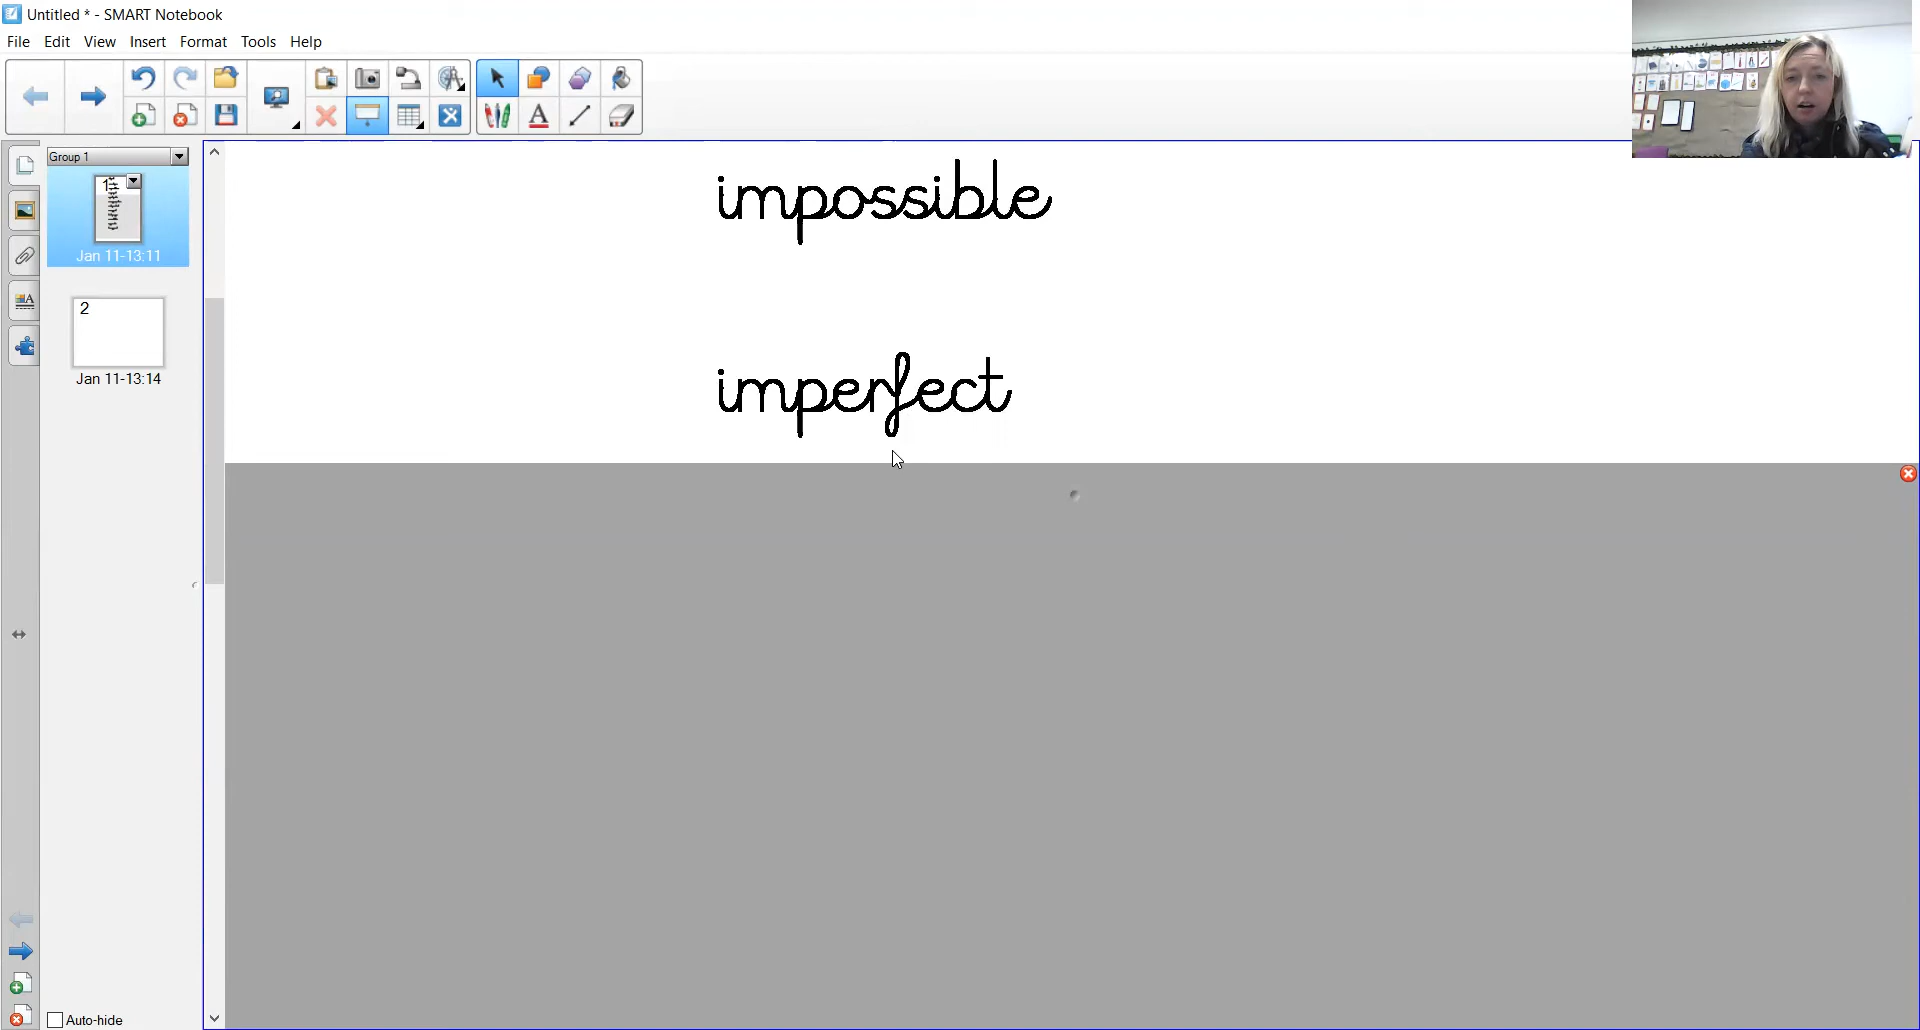 Untitled * - SMART Notebook
File Edit View Insert Format Tools Help
Group 1
1
Jan 11-13:11
2
Jan 11-13:14
impossible
imperfect
Auto-hide